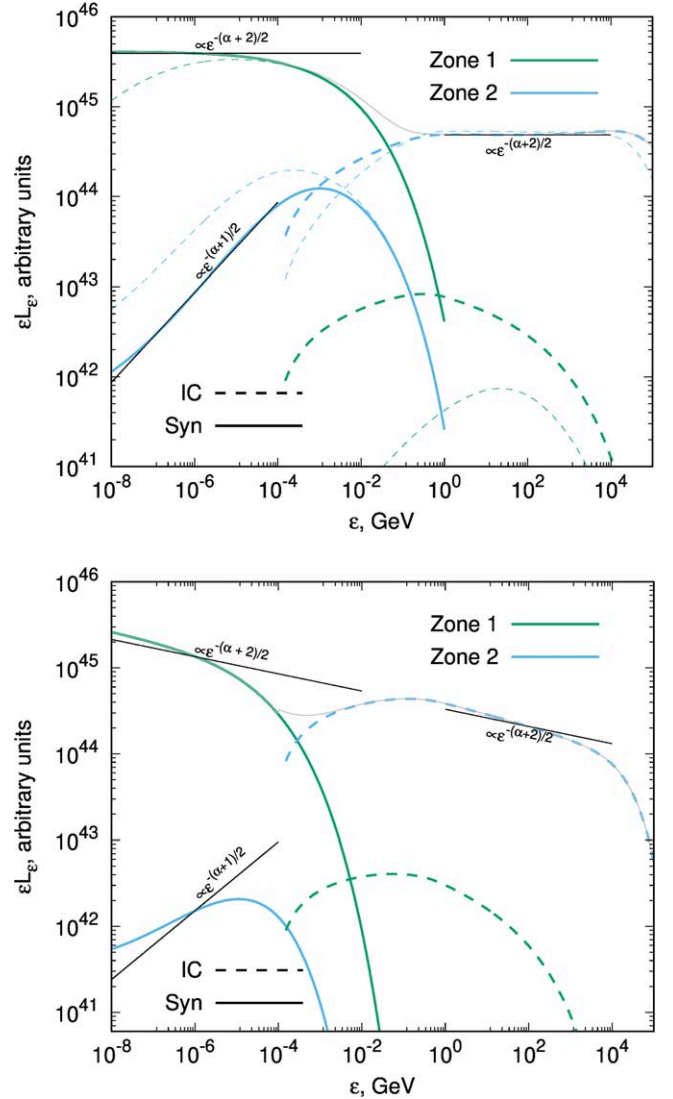 10^46
10^45
10^44
10^43
10^42
10^41
εL_ε, arbitrary units
∝ε^-(α + 2)/2
Zone 1
Zone 2
∝ε^-(α+2)/2
∝ε^-(α+1)/2
IC
Syn
10^-8 10^-6 10^-4 10^-2 10^0 10^2 10^4
ε, GeV
10^46
10^45
10^44
10^43
10^42
10^41
εL_ε, arbitrary units
Zone 1
Zone 2
∝ε^-(α + 2)/2
∝ε^-(α+2)/2
∝ε^-(α+1)/2
IC
Syn
10^-8 10^-6 10^-4 10^-2 10^0 10^2 10^4
ε, GeV